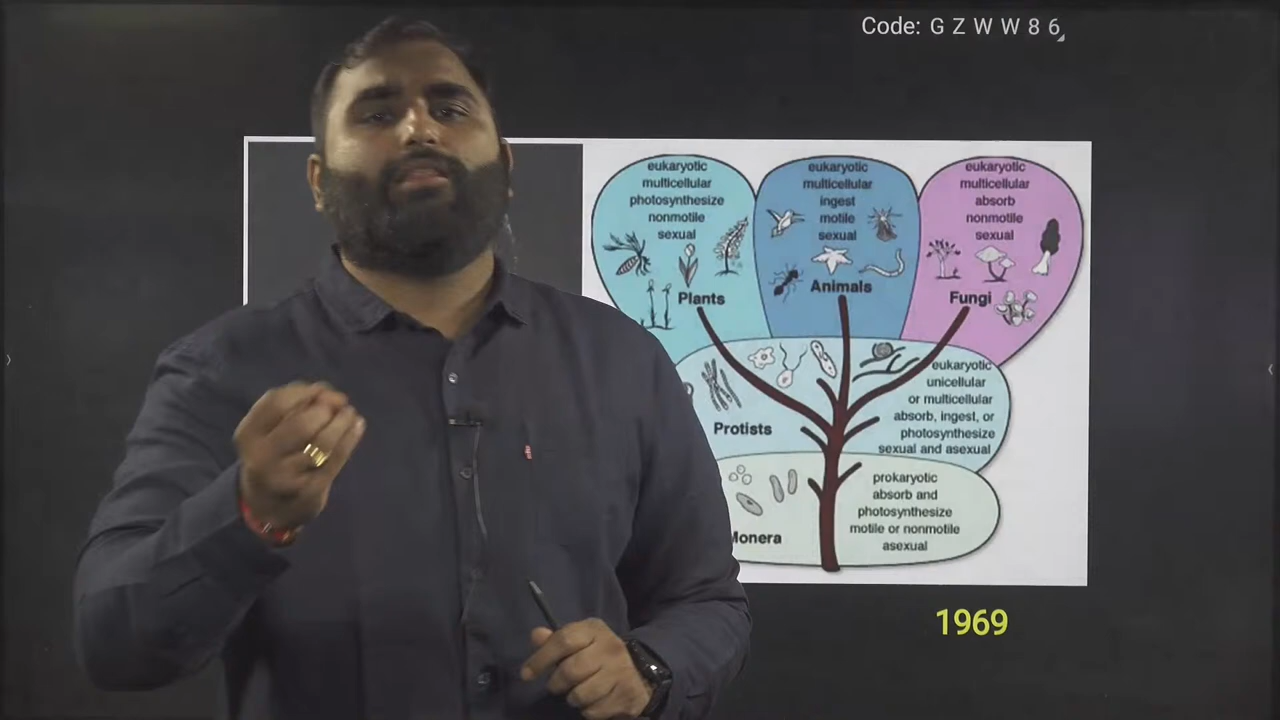 Code: G Z W W 8 6
eukaryotic
multicellular
photosynthesize
nonmotile
sexual
Plants
eukaryotic
multicellular
ingest
motile
sexual
Animals
eukaryotic
multicellular
absorb
nonmotile
sexual
Fungi
Protists
eukaryotic
unicellular
or multicellular
absorb, ingest, or
photosynthesize
sexual and asexual
Monera
prokaryotic
absorb and
photosynthesize
motile or nonmotile
asexual
1969